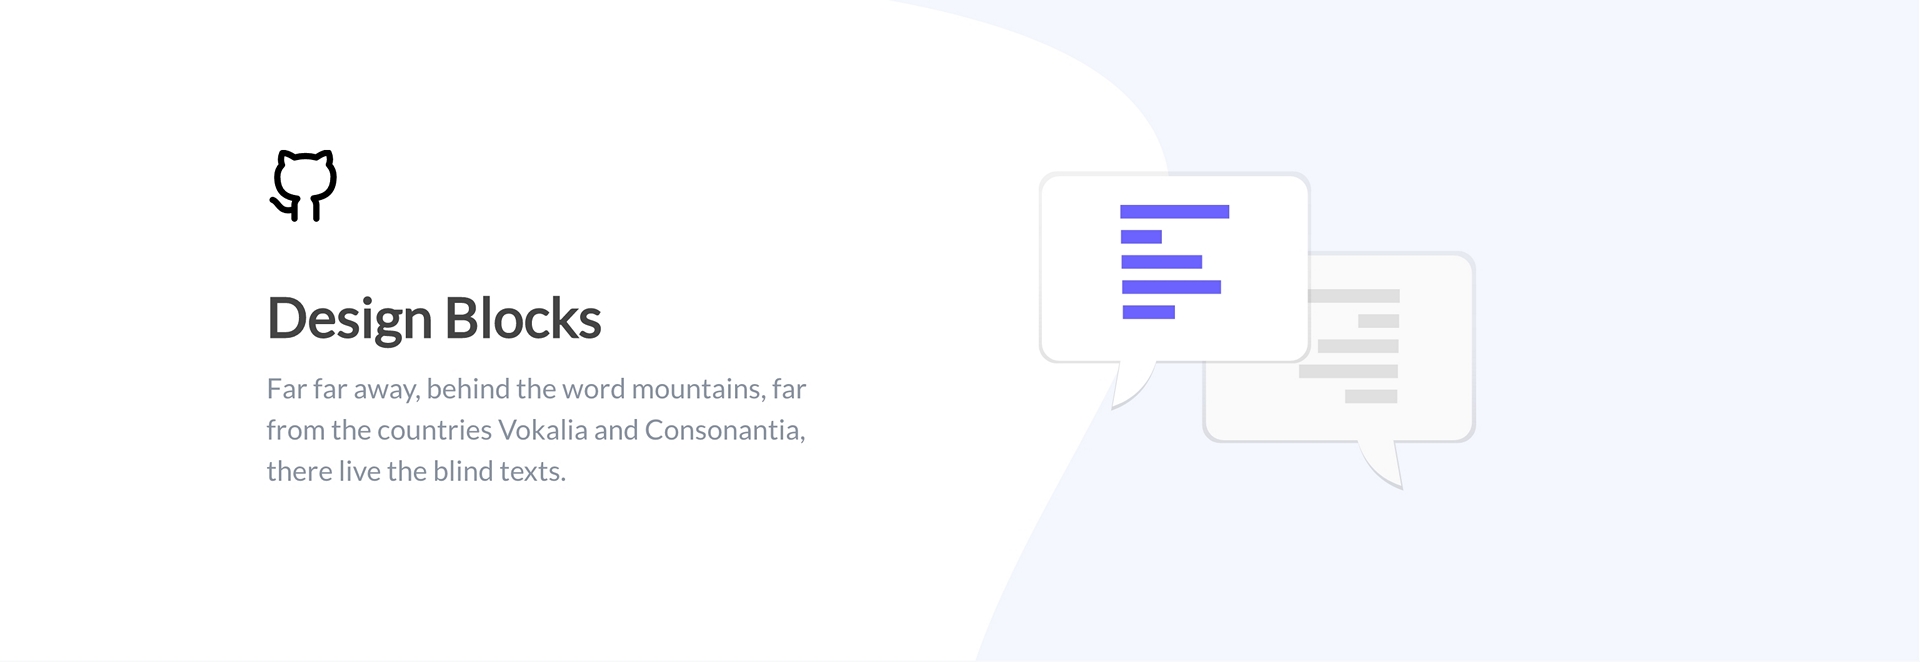 Design Blocks
Far far away, behind the word mountains, far
from the countries Vokalia and Consonantia,
there live the blind texts.